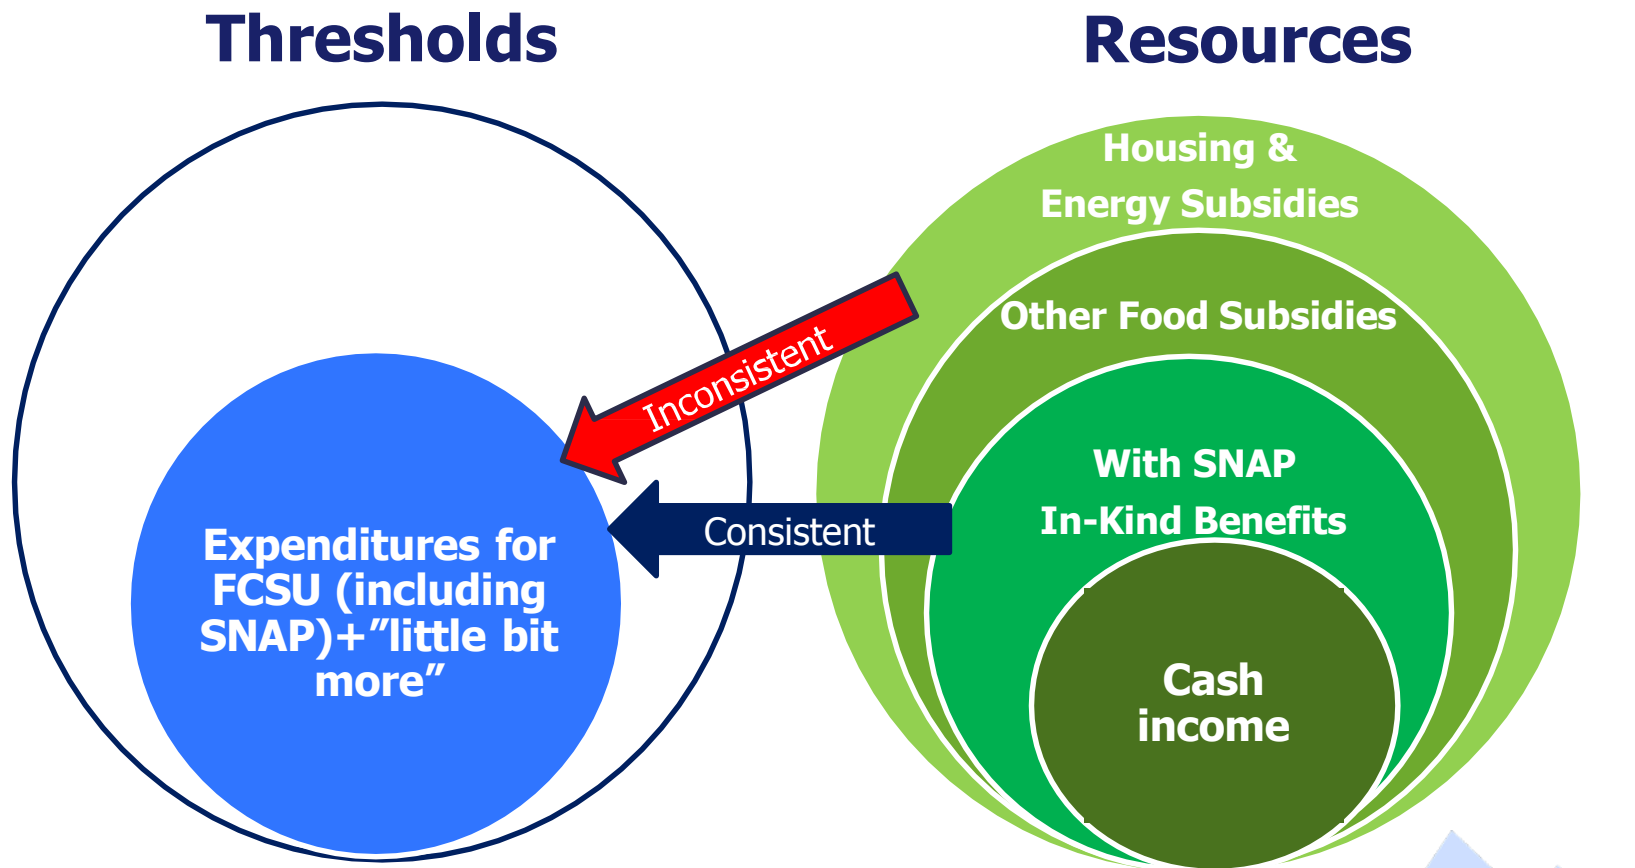 Thresholds
Resources
Housing &
Energy Subsidies
Other Food Subsidies
Inconsistent
With SNAP
In-Kind Benefits
Consistent
Expenditures for
FCSU (including
SNAP)+″little bit
more″
Cash
income